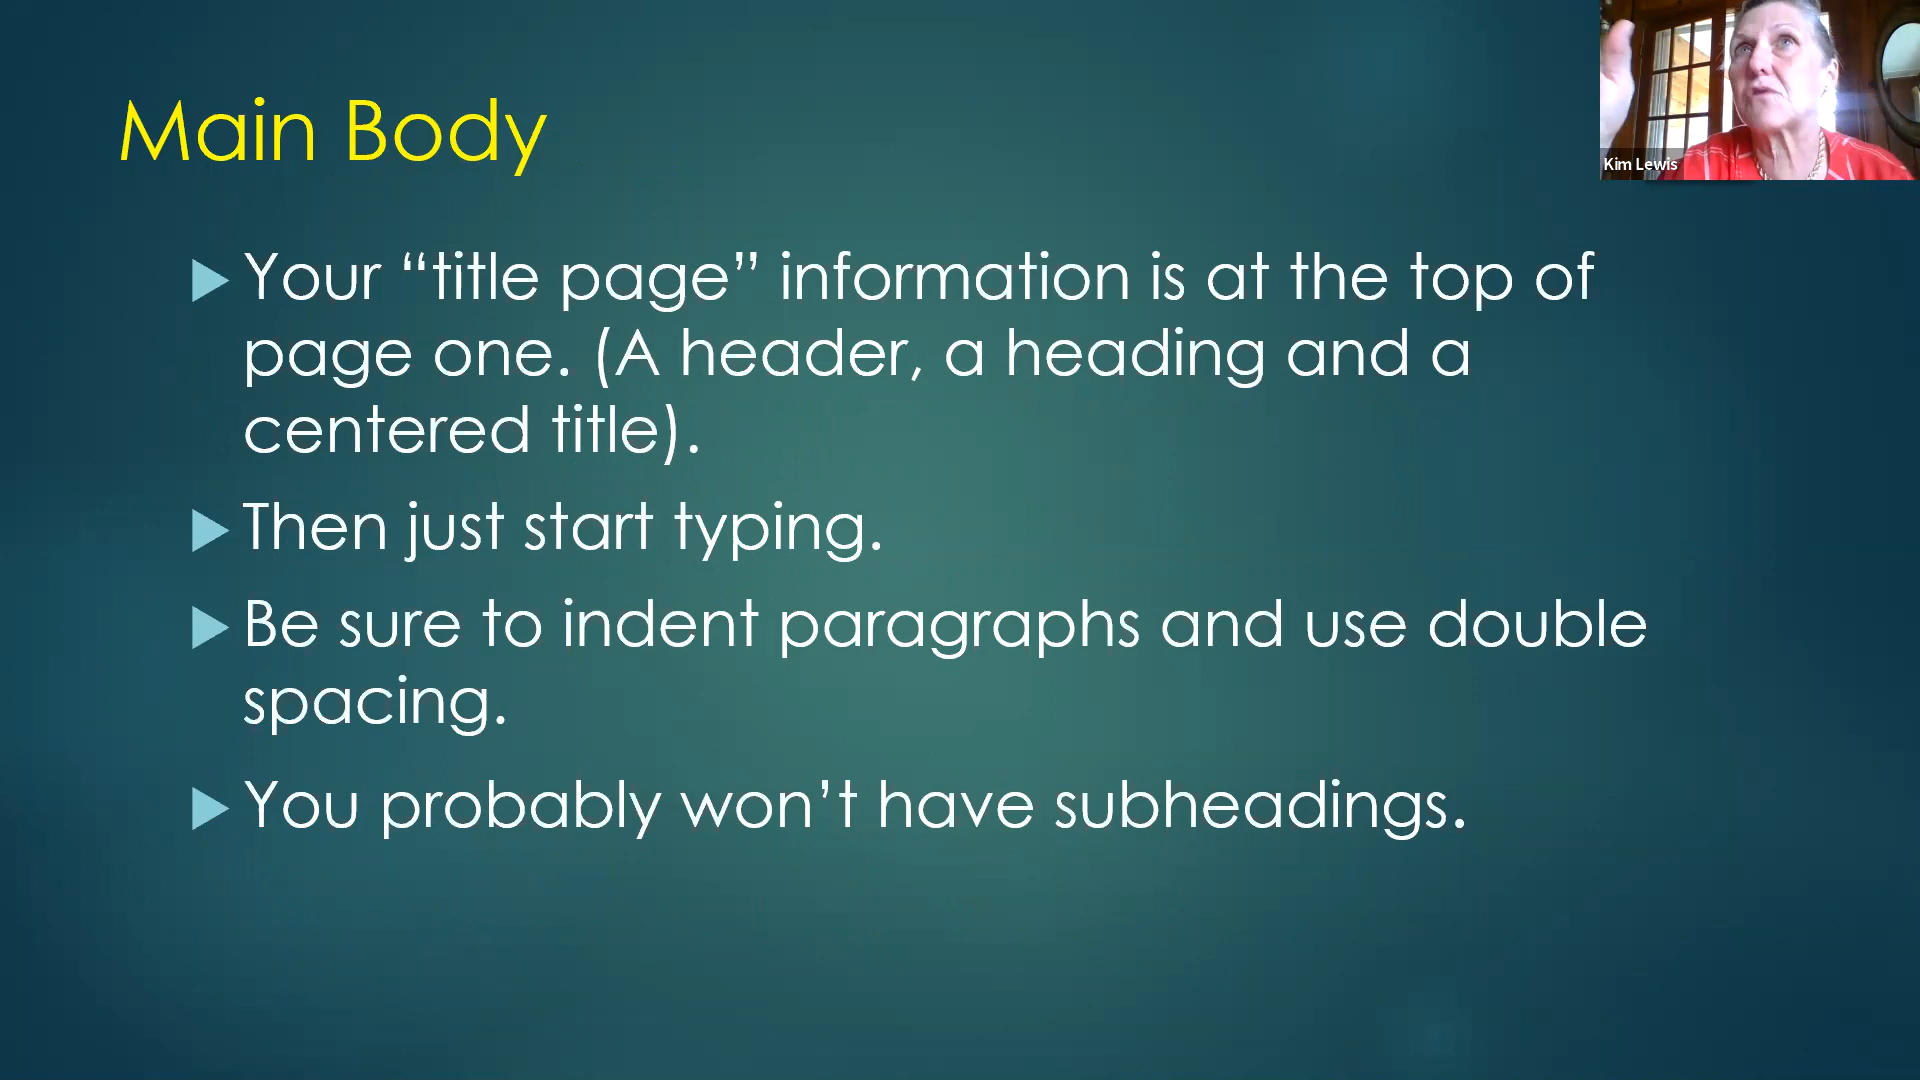 Main Body
Kim Lewis
Your “title page” information is at the top of
page one. (A header, a heading and a
centered title).
Then just start typing.
Be sure to indent paragraphs and use double
spacing.
You probably won’t have subheadings.